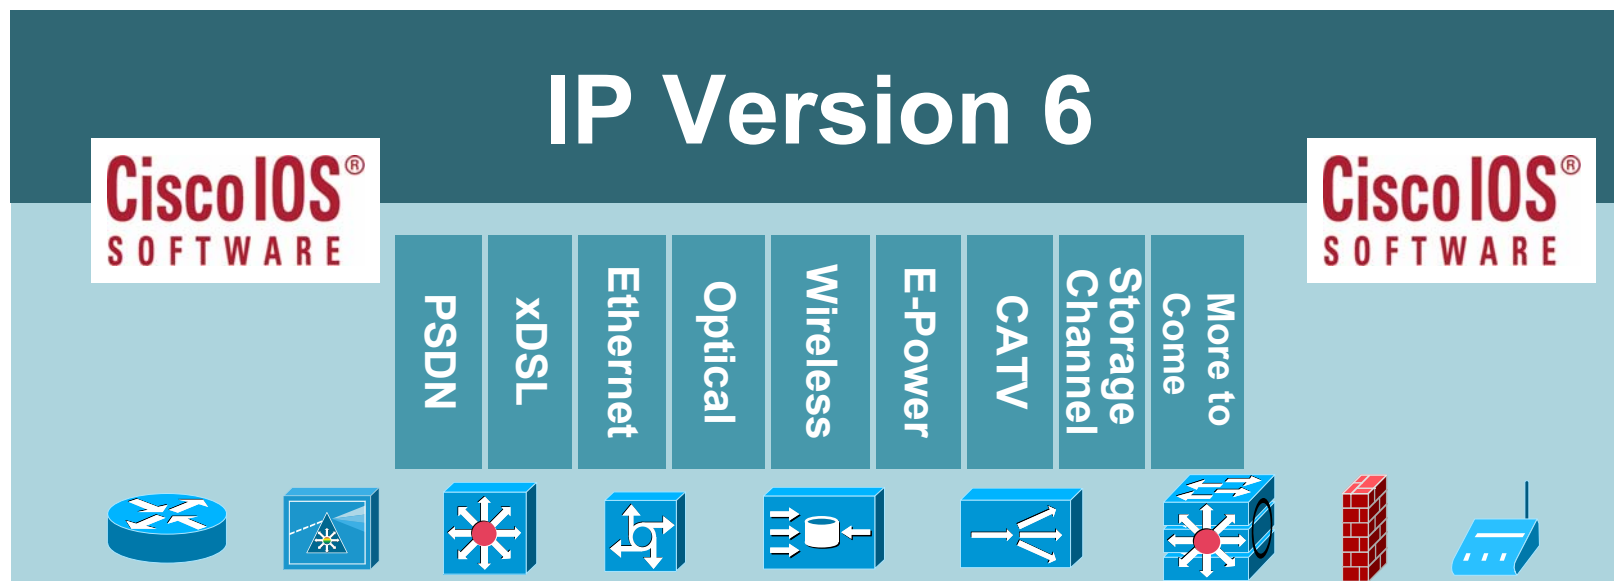 IP Version 6
Cisco IOS®
SOFTWARE
Cisco IOS®
SOFTWARE
PSDN
xDSL
Ethernet
Optical
Wireless
E-Power
CATV
Storage
Channel
More to
Come